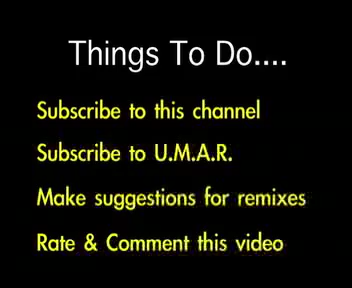 Things To Do....
Subscribe to this channel
Subscribe to U.M.A.R.
Make suggestions for remixes
Rate & Comment this video